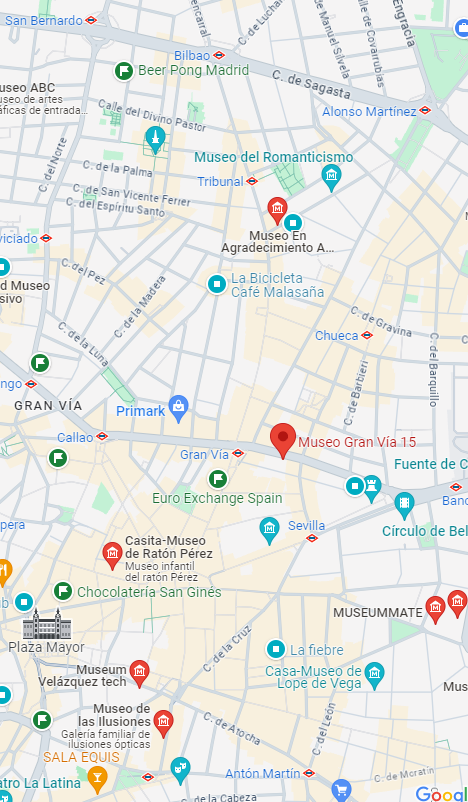 encarral
C. de Luchana
Engracia
C. de Covarrubias
C. de Manuel Silvela
San Bernardo
Bilbao
Beer Pong Madrid
C. de Sagasta
useo ABC
useo de artes
áficas de entrada...
Alonso Martínez
Calle del Divino Pastor
C. del Norte
Museo del Romanticismo
C. de la Palma
Tribunal
C. de San Vicente Ferrer
C. del Espíritu Santo
Museo En
Agradecimiento A...
viciado
C. del Pez
d Museo
sivo
La Bicicleta
Café Malasaña
C. de la Madera
C. de Gravina
Chueca
C. de la Luna
C. de Barbieri
C. del Barquillo
ngo
GRAN VÍA
Primark
Callao
Museo Gran Vía 15
Gran Vía
Fuente de C
Euro Exchange Spain
Banc
Sevilla
pera
Círculo de Bel
Casita-Museo
de Ratón Pérez
Museo infantil
del ratón Pérez
Chocolatería San Ginés
ub
MUSEUMMATE
Plaza Mayor
C. de la Cruz
La fiebre
Museum
Velázquez tech
Casa-Museo de
Lope de Vega
Mus
Museo de
las Ilusiones
Galería familiar de
ilusiones ópticas
C. del León
C. de Atocha
SALA EQUIS
atro La Latina
Antón Martín
C. de la Cabeza
Google